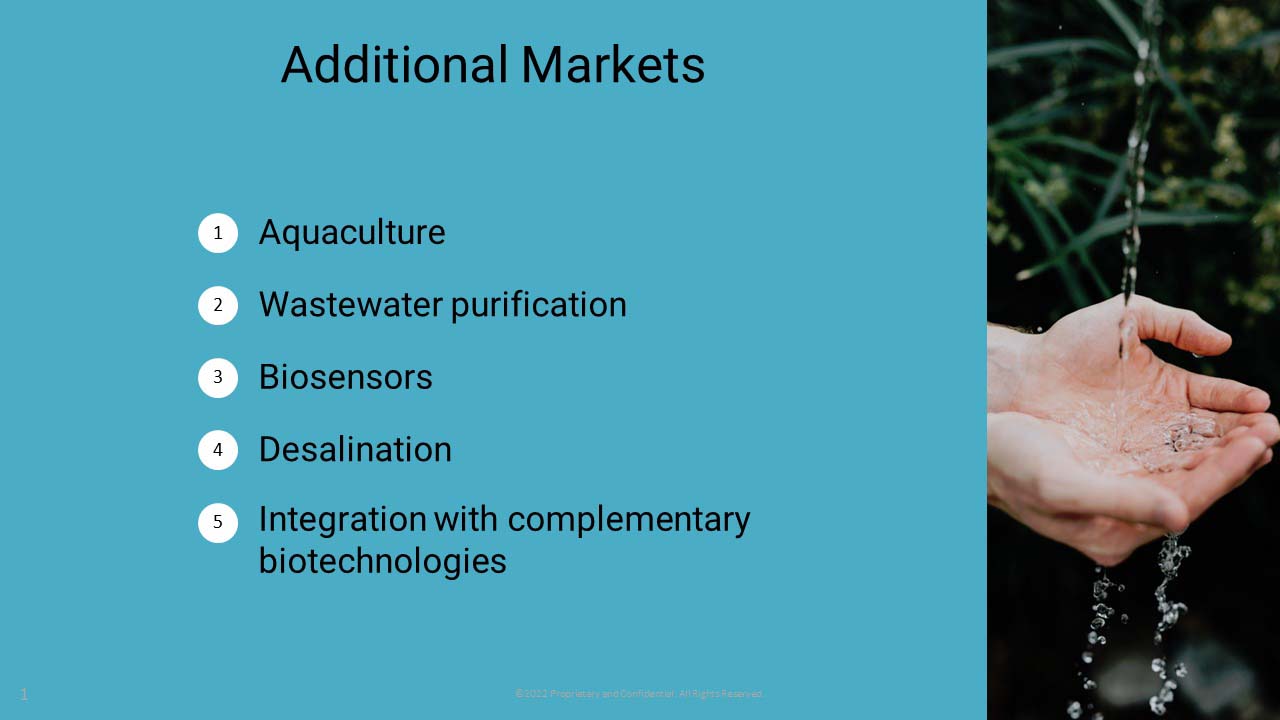 Additional Markets
1 Aquaculture
2 Wastewater purification
3 Biosensors
4 Desalination
5 Integration with complementary
biotechnologies
1
©2022 Proprietary and Confidential. All Rights Reserved.